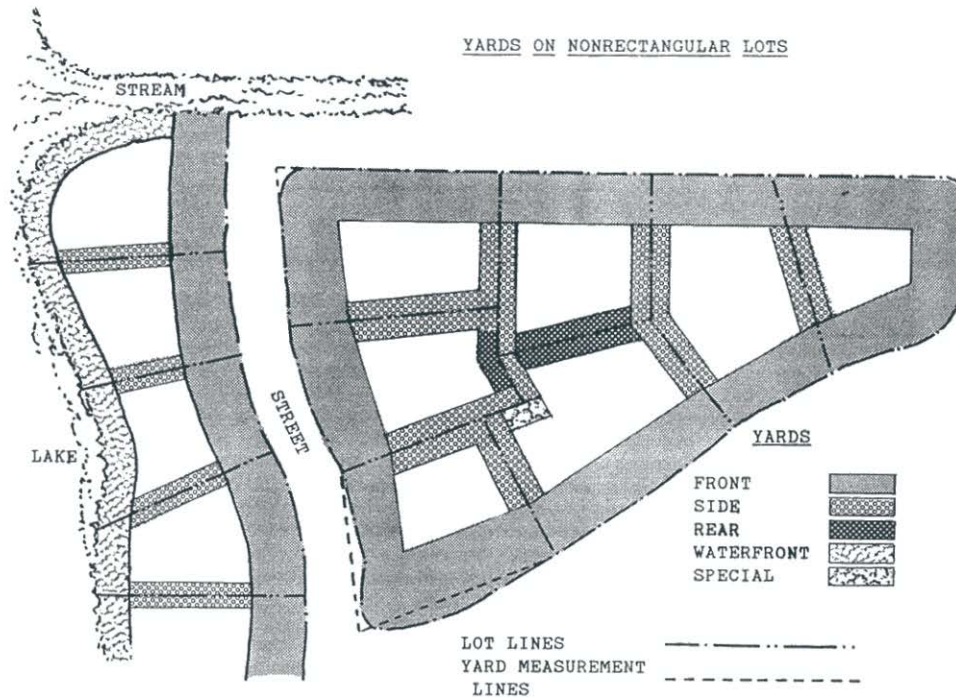 YARDS ON NONRECTANGULAR LOTS
STREAM
STREET
LAKE
YARDS
FRONT
SIDE
REAR
WATERFRONT
SPECIAL
LOT LINES
YARD MEASUREMENT
LINES